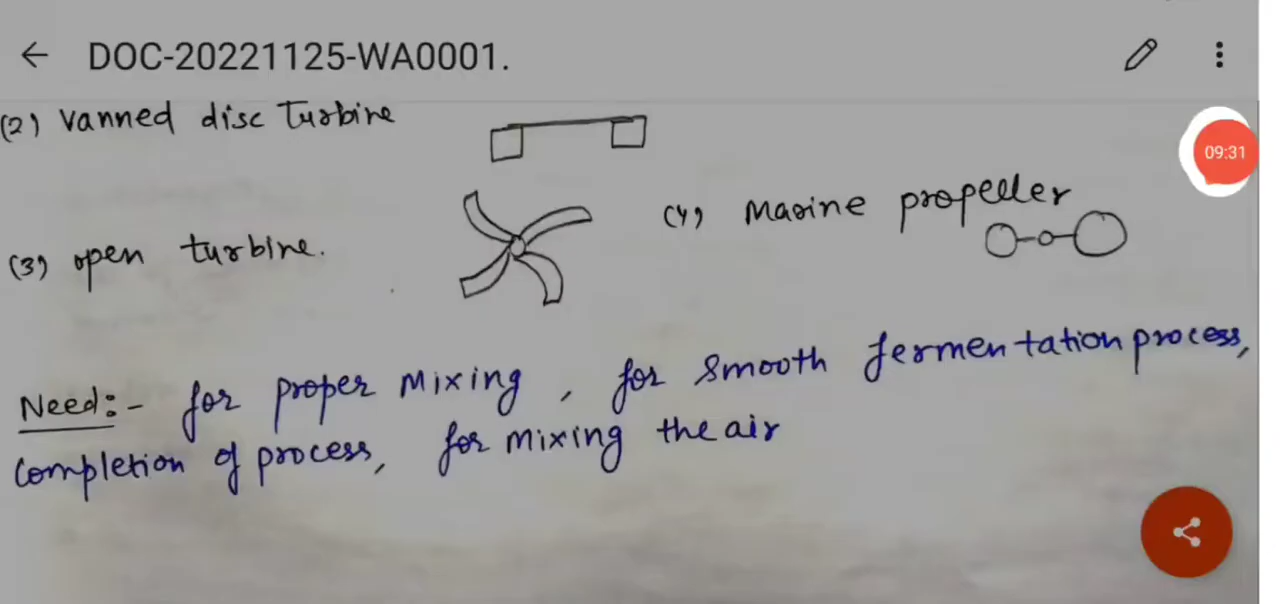 DOC-20221125-WA0001.
(2) Vanned disc Turbine
09:31
(4) Marine propeller
(3) open turbine.
Need:- for proper mixing, for smooth fermentation process,
completion of process, for mixing the air